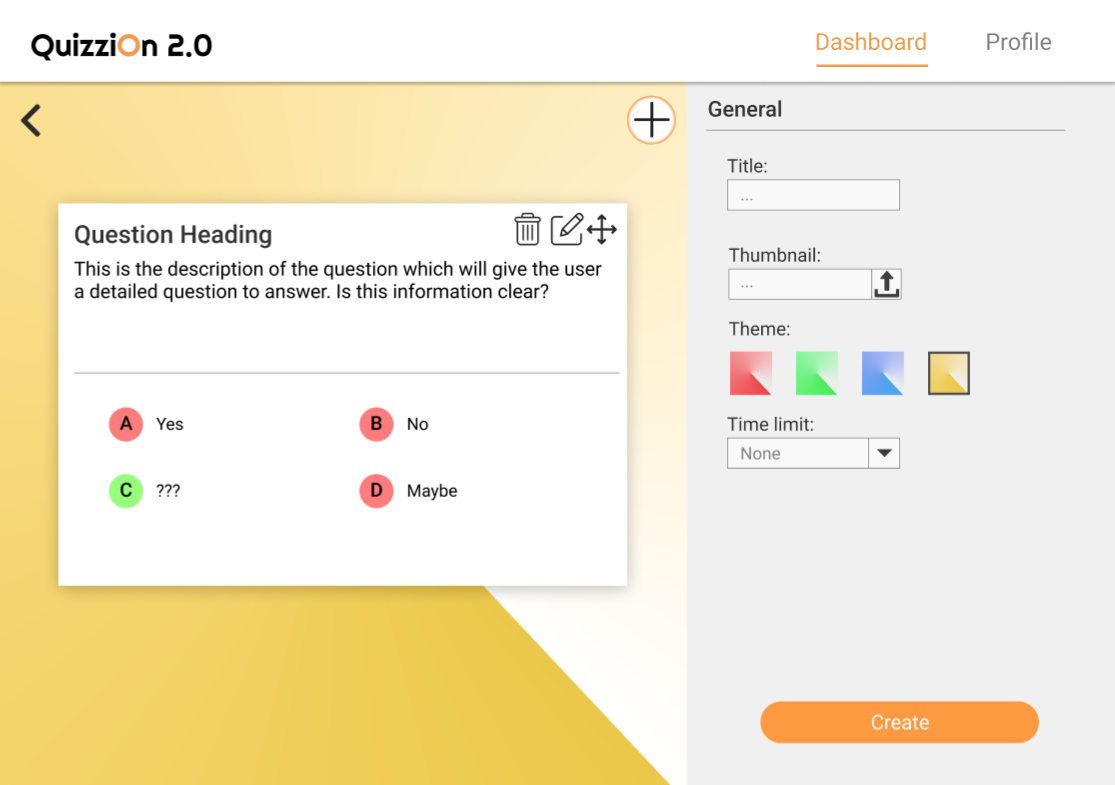 QuizziOn 2.0
Dashboard
Profile
General
Title:
...
Thumbnail:
...
Theme:
Time limit:
None
Create
Question Heading
This is the description of the question which will give the user
a detailed question to answer. Is this information clear?
A Yes
B No
C ???
D Maybe